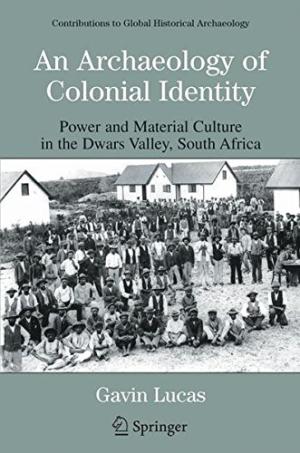 Contributions to Global Historical Archaeology
An Archaeology of
Colonial Identity
Power and Material Culture
in the Dwars Valley, South Africa
Gavin Lucas
Springer